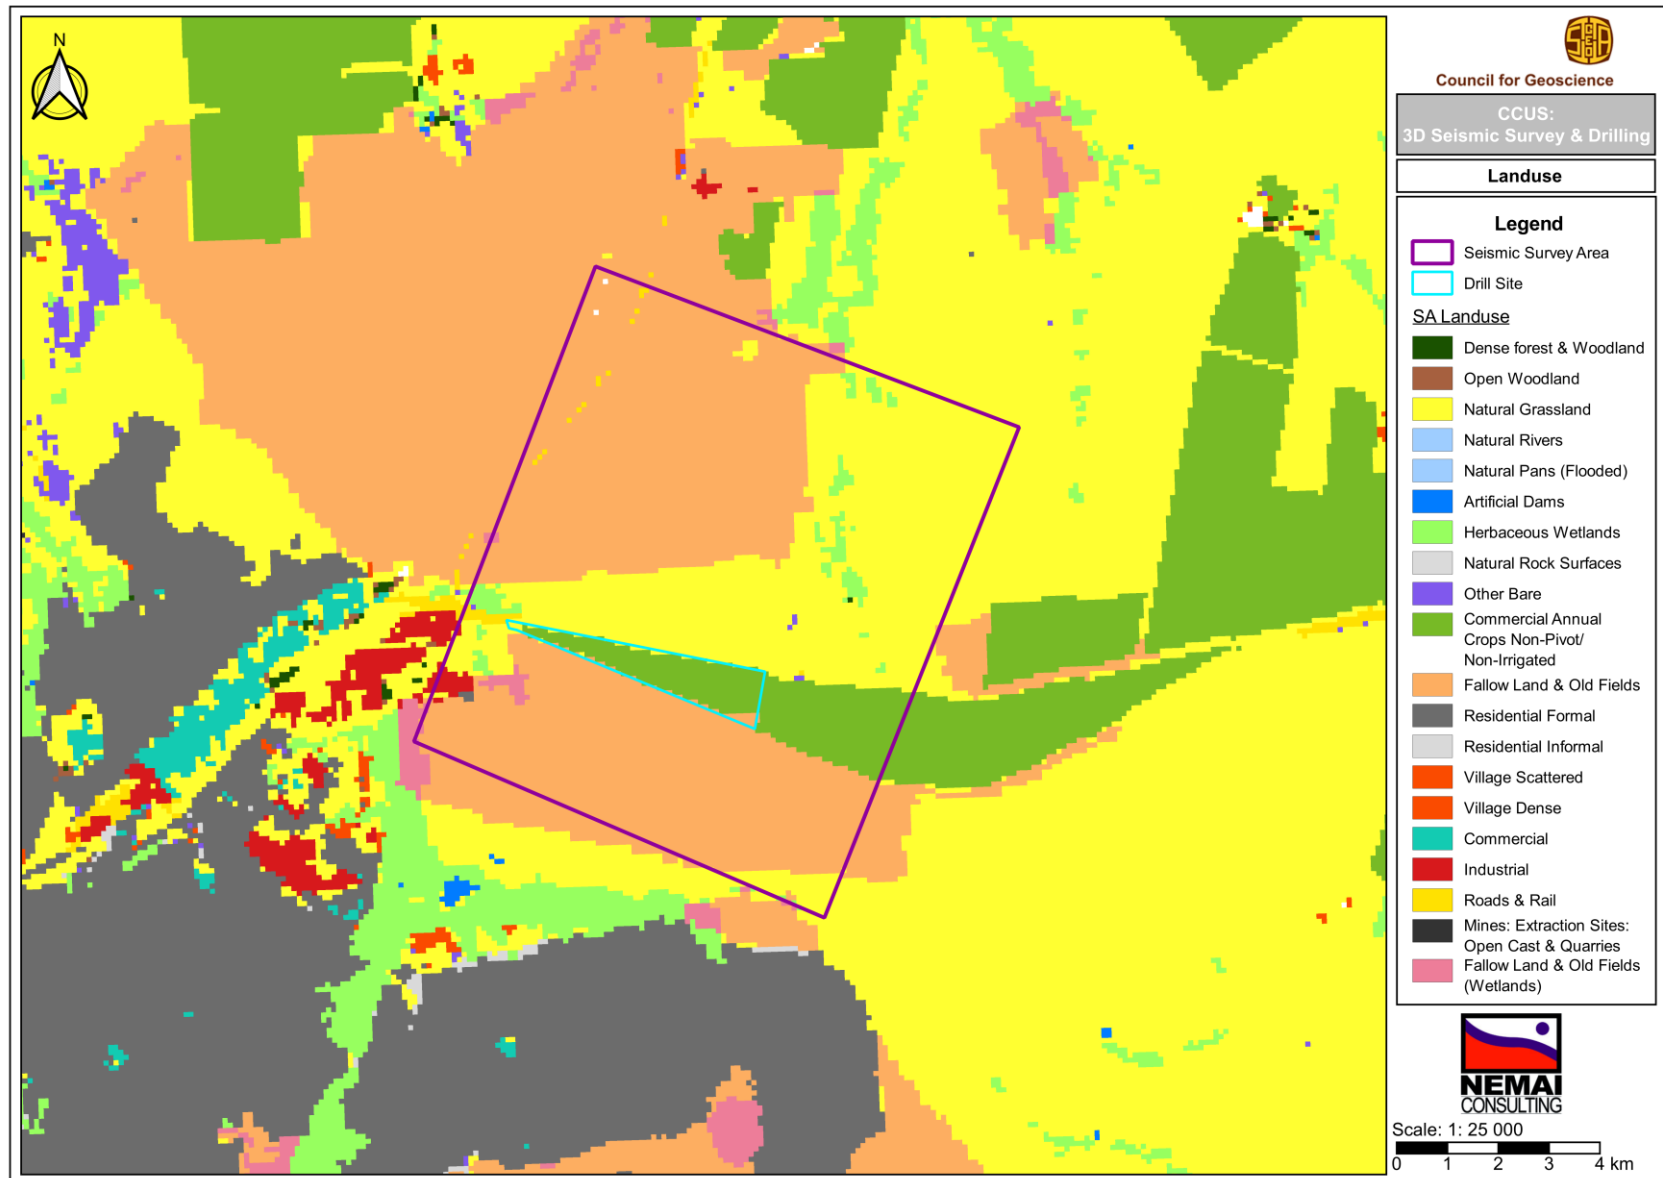 N
SGEOA
Council for Geoscience
CCUS:
3D Seismic Survey & Drilling
Landuse
Legend
Seismic Survey Area
Drill Site
SA Landuse
Dense forest & Woodland
Open Woodland
Natural Grassland
Natural Rivers
Natural Pans (Flooded)
Artificial Dams
Herbaceous Wetlands
Natural Rock Surfaces
Other Bare
Commercial Annual
Crops Non-Pivot/
Non-Irrigated
Fallow Land & Old Fields
Residential Formal
Residential Informal
Village Scattered
Village Dense
Commercial
Industrial
Roads & Rail
Mines: Extraction Sites:
Open Cast & Quarries
Fallow Land & Old Fields
(Wetlands)
NEMAI
CONSULTING
Scale: 1: 25 000
0 1 2 3 4 km